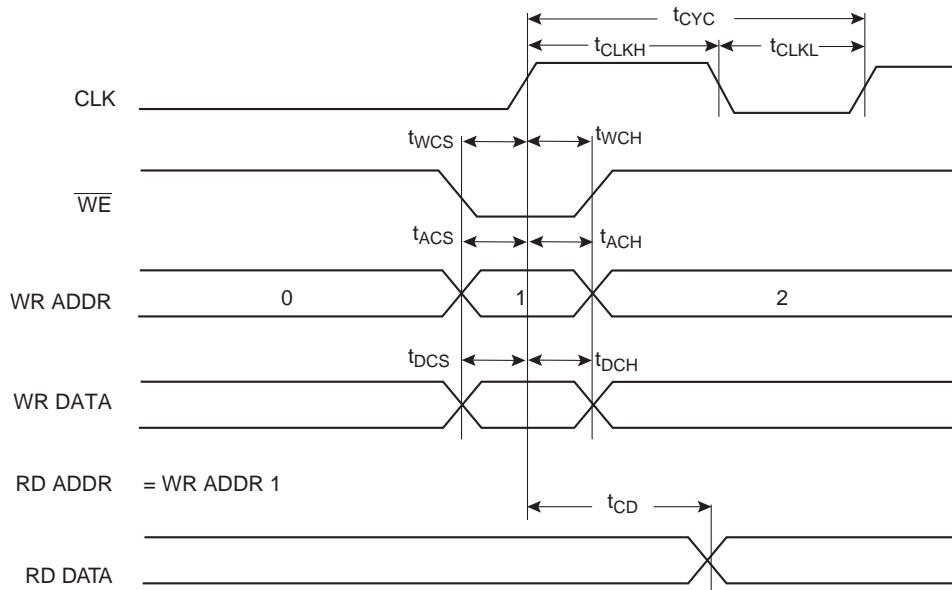 tCYC
tCLKH tCLKL
CLK
tWCS tWCH
WE
tACS tACH
WR ADDR 0 1 2
tDCS tDCH
WR DATA
RD ADDR = WR ADDR 1
tCD
RD DATA